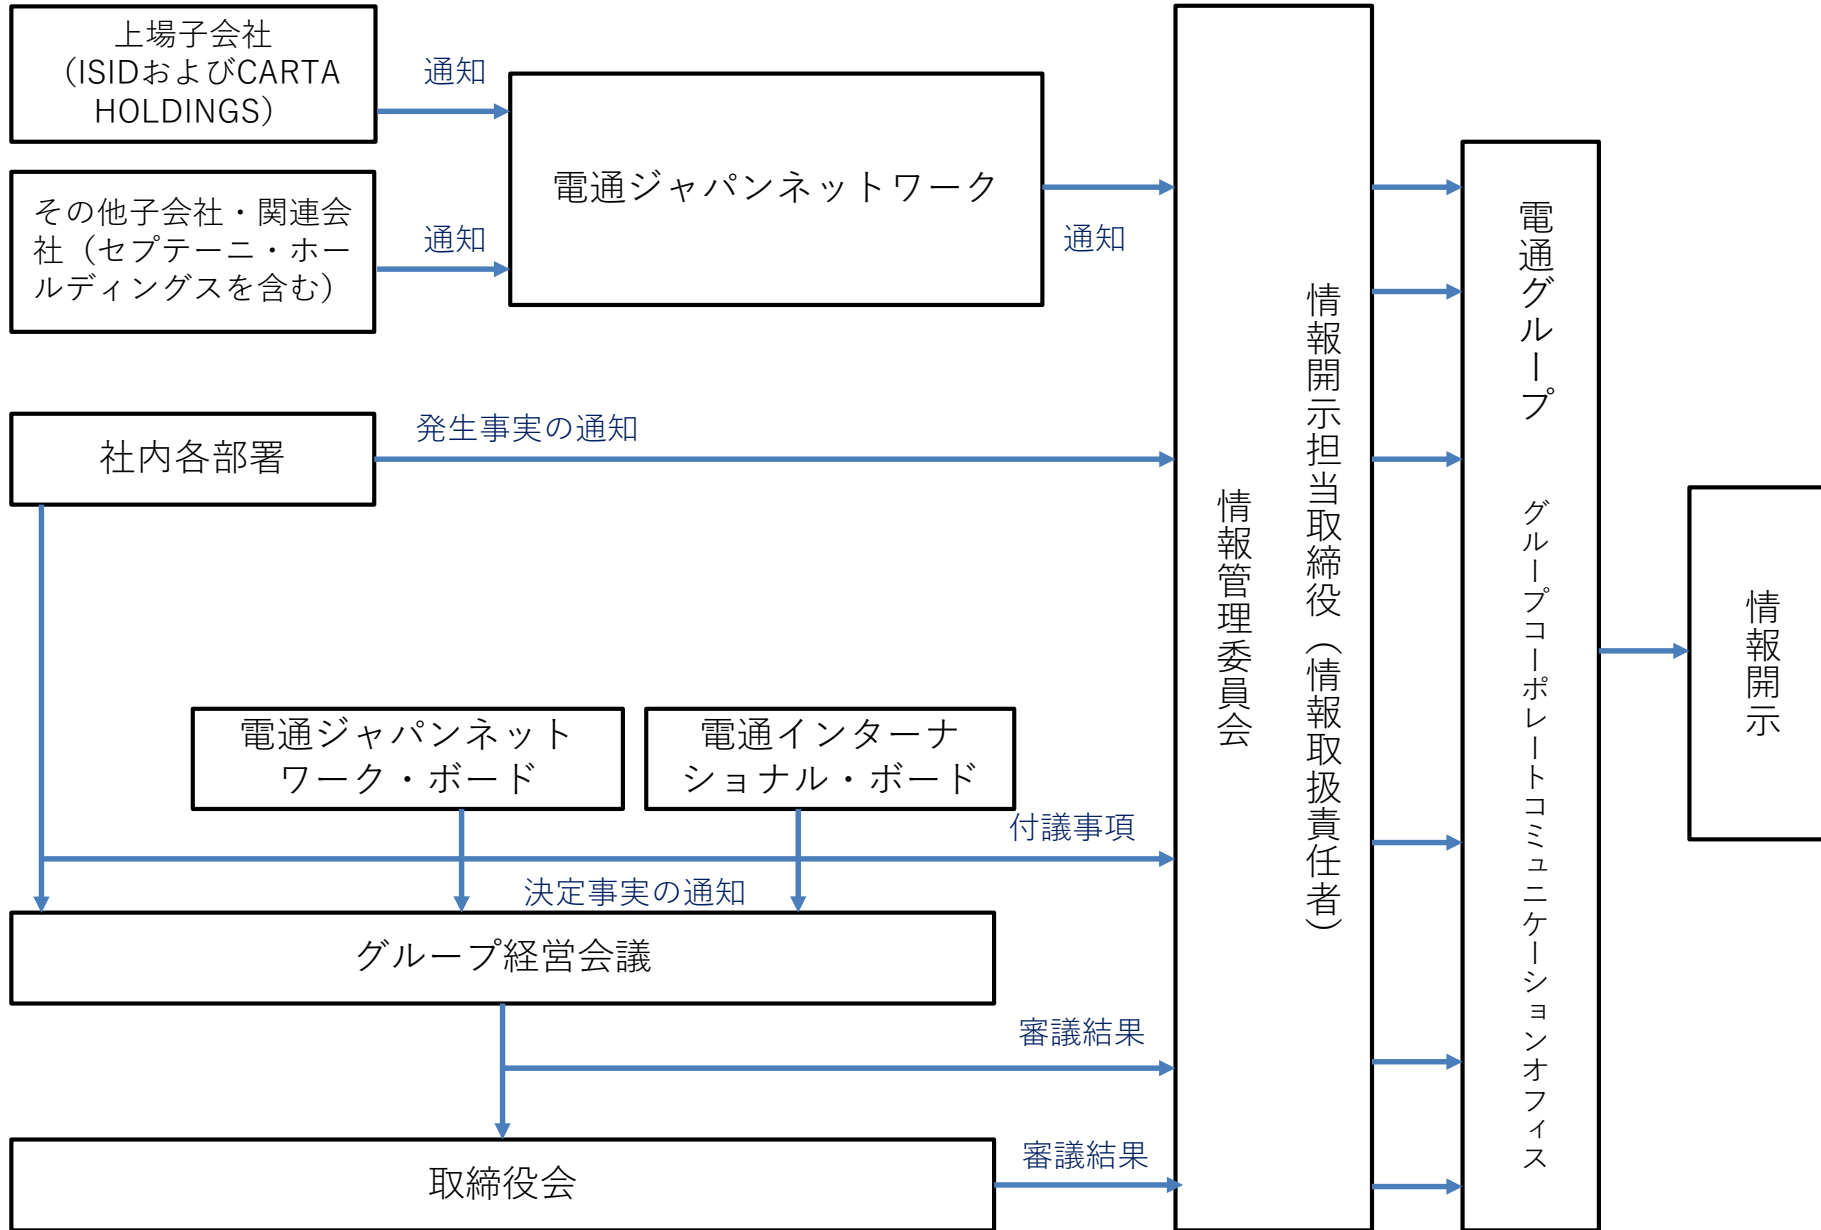 上場子会社
（ISIDおよびCARTA
HOLDINGS）
通知
電通ジャパンネットワーク
その他子会社・関連会
社（セプテーニ・ホー
ルディングスを含む）
通知
通知
社内各部署
発生事実の通知
電通ジャパンネット
ワーク・ボード
電通インターナ
ショナル・ボード
付議事項
決定事実の通知
グループ経営会議
審議結果
取締役会
審議結果
情報開示担当取締役（情報取扱責任者）
情報管理委員会
電通グループ　グループコーポレートコミュニケーションオフィス
情報開示